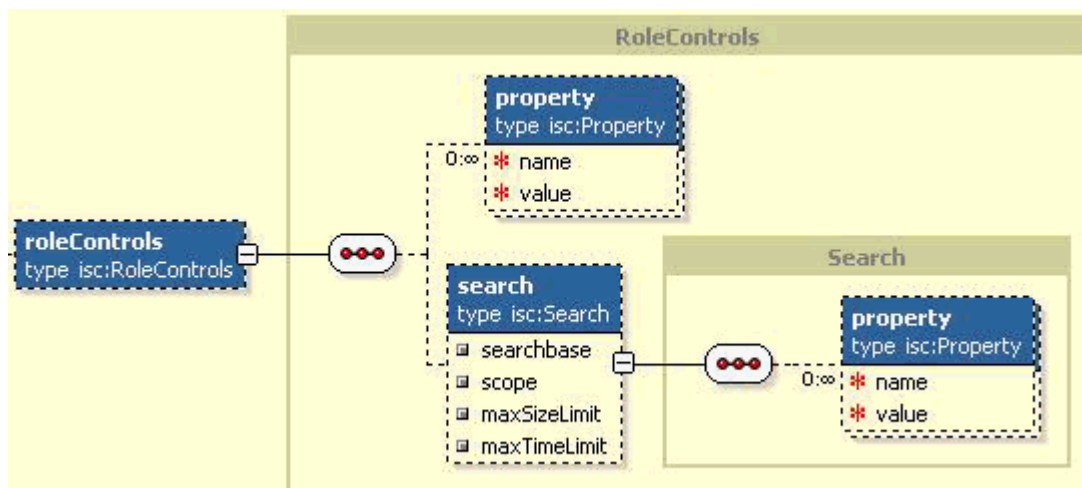 RoleControls
property
type isc:Property
0:∞
* name
* value
roleControls
type isc:RoleControls
search
type isc:Search
searchbase
scope
maxSizeLimit
maxTimeLimit
Search
property
type isc:Property
0:∞
* name
* value